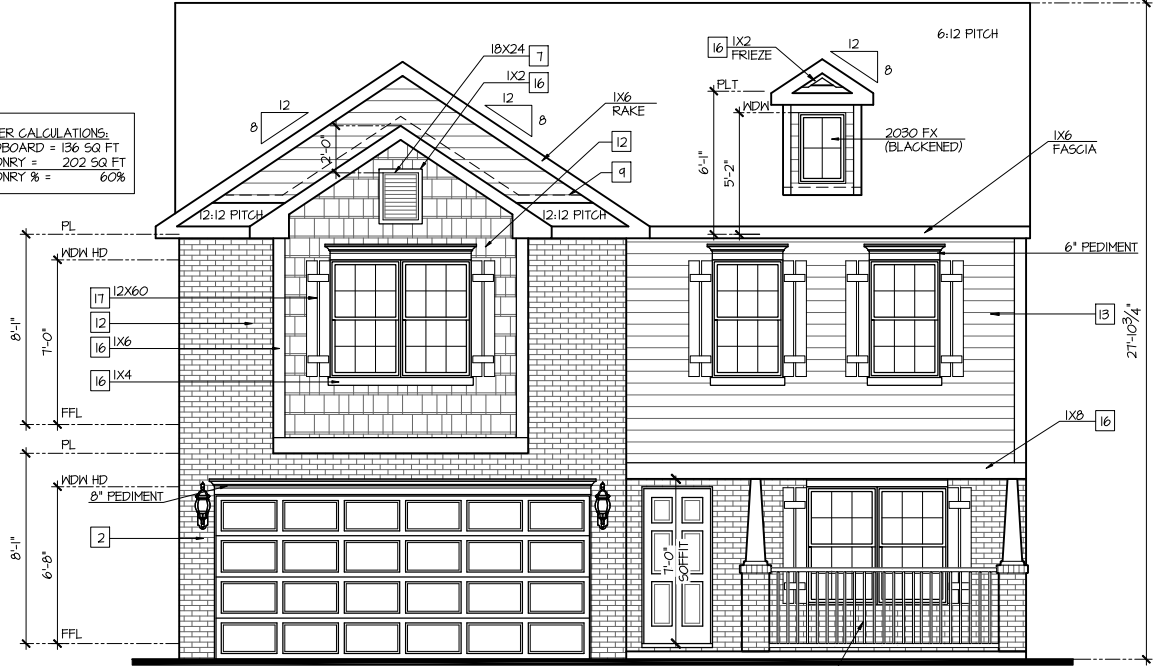 6:12 PITCH
18X24 7
1X2 16
16 1X2
FRIEZE
12
8
PLT
WDW
12
8
12
8
1X6
RAKE
12
9
2'-0"
6'-1"
5'-2"
2030 FX
(BLACKENED)
1X6
FASCIA
ER CALCULATIONS:
PBOARD = 136 SQ FT
ONRY = 202 SQ FT
ONRY % = 60%
12:12 PITCH
12:12 PITCH
PL
WDW HD
6" PEDIMENT
17 12X60
12
16 1X6
16 1X4
8'-1"
7'-0"
13
27'-10 3/4"
FFL
PL
1X8 16
WDW HD
8" PEDIMENT
2
8'-1"
6'-8"
7'-0"
SOFFIT
FFL